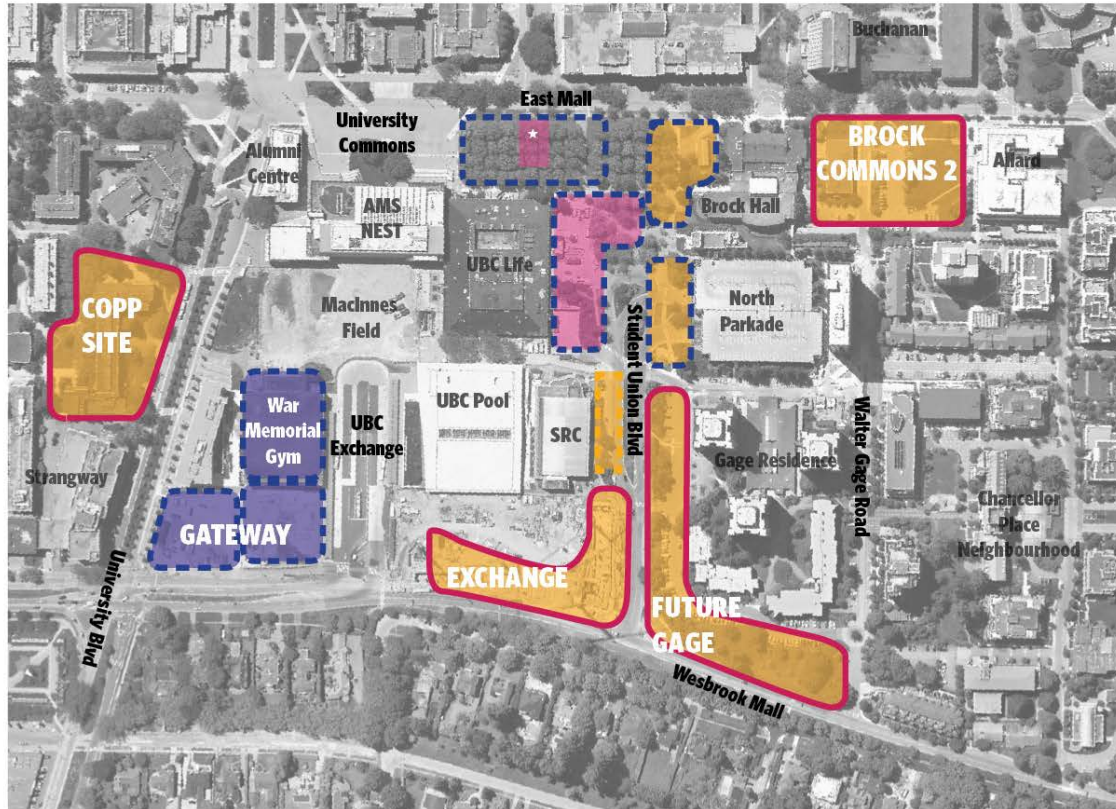 Buchanan
East Mall
University
Commons
Alumni
Centre
BROCK
COMMONS 2
Allard
AMS
NEST
Brock Hall
UBC Life
COPP
SITE
MacInnes
Field
North
Parkade
Student Union Blvd
War
Memorial
Gym
UBC
Exchange
UBC Pool
SRC
Gage Residence
Walter Gage Road
Strangway
Chancellor
Place
Neighbourhood
GATEWAY
University Blvd
EXCHANGE
FUTURE
GAGE
Wesbrook Mall